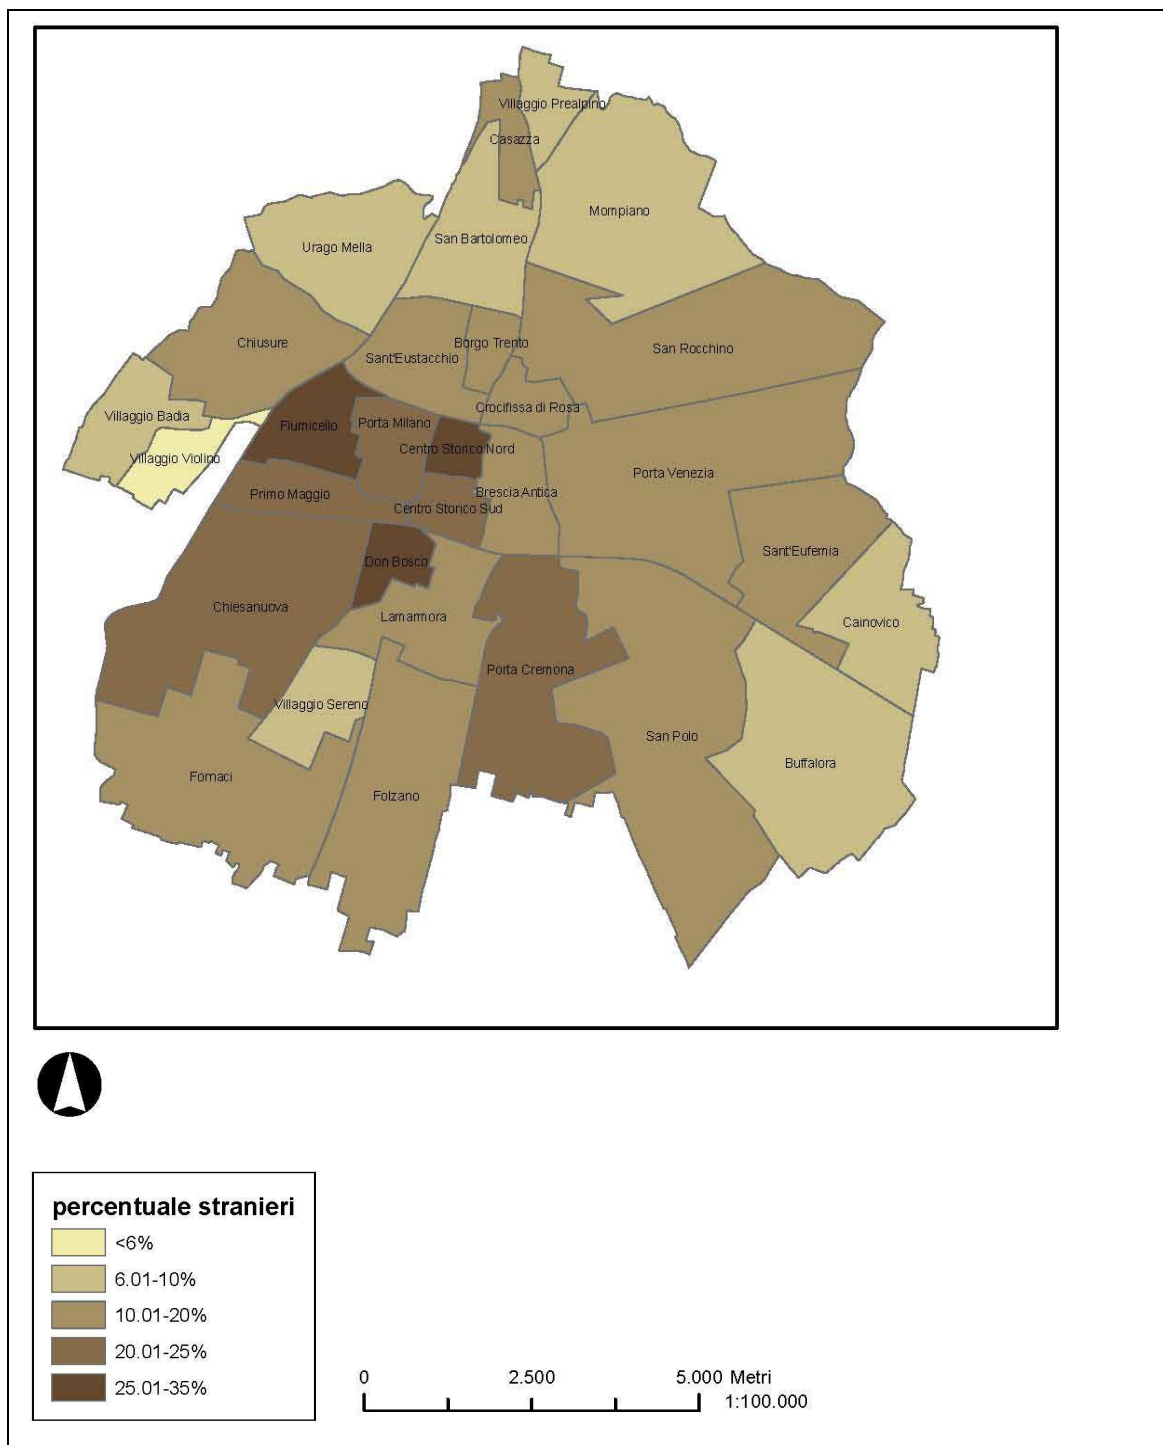 Villaggio Prealpino
Casazza
Mompiano
San Bartolomeo
Urago Mella
Chiusure
Borgo Trento
San Rocchino
Sant'Eustacchio
Crocifissa di Rosa
Villaggio Badia
Fiumicello
Porta Milano
Centro Storico Nord
Villaggio Violino
Porta Venezia
Primo Maggio
Brescia Antica
Centro Storico Sud
Sant'Eufemia
Don Bosco
Chiesanuova
Lamarmora
Cainovico
Porta Cremona
Villaggio Sereno
San Polo
Buffalora
Fornaci
Folzano
percentuale stranieri
<6%
6.01-10%
10.01-20%
20.01-25%
25.01-35%
0 2.500 5.000 Metri
1:100.000